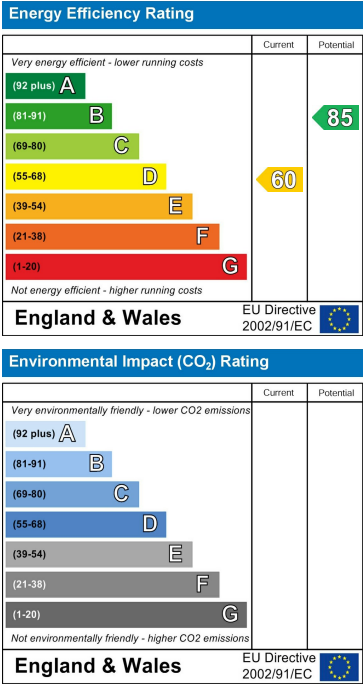 Energy Efficiency Rating
Current Potential
Very energy efficient - lower running costs
(92 plus) A
(81-91) B
85
(69-80) C
(55-68) D
60
(39-54) E
(21-38) F
(1-20) G
Not energy efficient - higher running costs
England & Wales
EU Directive
2002/91/EC
Environmental Impact (CO₂) Rating
Current Potential
Very environmentally friendly - lower CO2 emissions
(92 plus) A
(81-91) B
(69-80) C
(55-68) D
(39-54) E
(21-38) F
(1-20) G
Not environmentally friendly - higher CO2 emissions
England & Wales
EU Directive
2002/91/EC